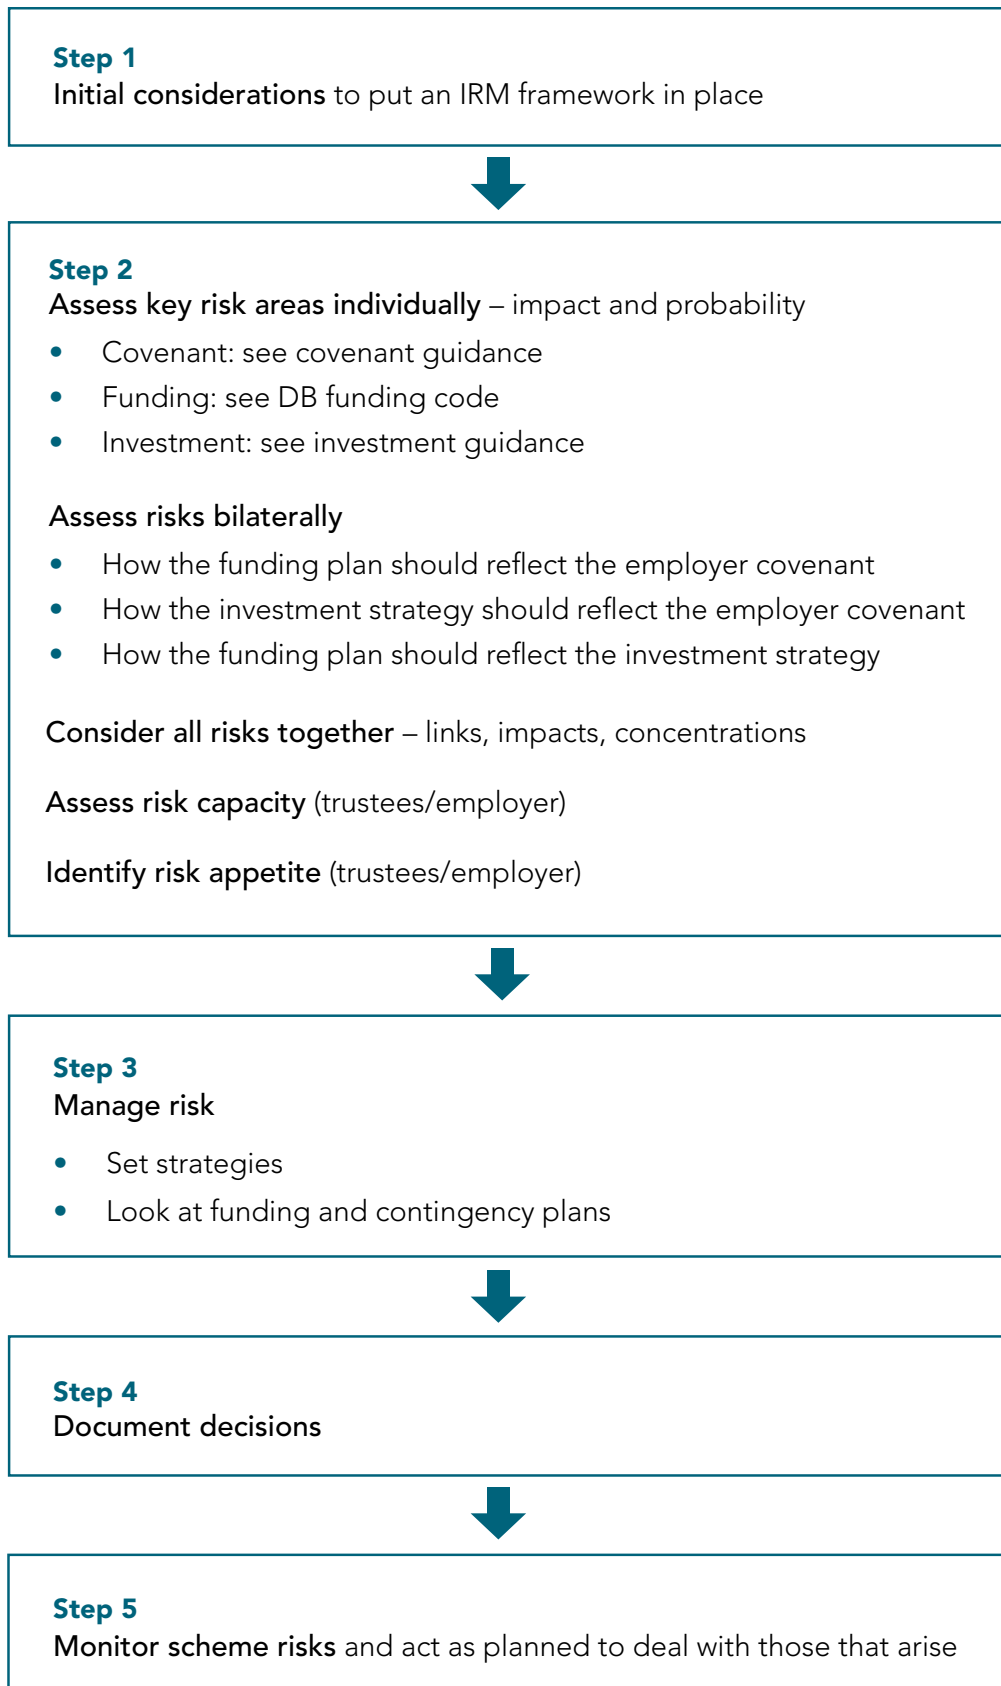 Step 1
Initial considerations to put an IRM framework in place
Step 2
Assess key risk areas individually – impact and probability
• Covenant: see covenant guidance
• Funding: see DB funding code
• Investment: see investment guidance
Assess risks bilaterally
• How the funding plan should reflect the employer covenant
• How the investment strategy should reflect the employer covenant
• How the funding plan should reflect the investment strategy
Consider all risks together – links, impacts, concentrations
Assess risk capacity (trustees/employer)
Identify risk appetite (trustees/employer)
Step 3
Manage risk
• Set strategies
• Look at funding and contingency plans
Step 4
Document decisions
Step 5
Monitor scheme risks and act as planned to deal with those that arise